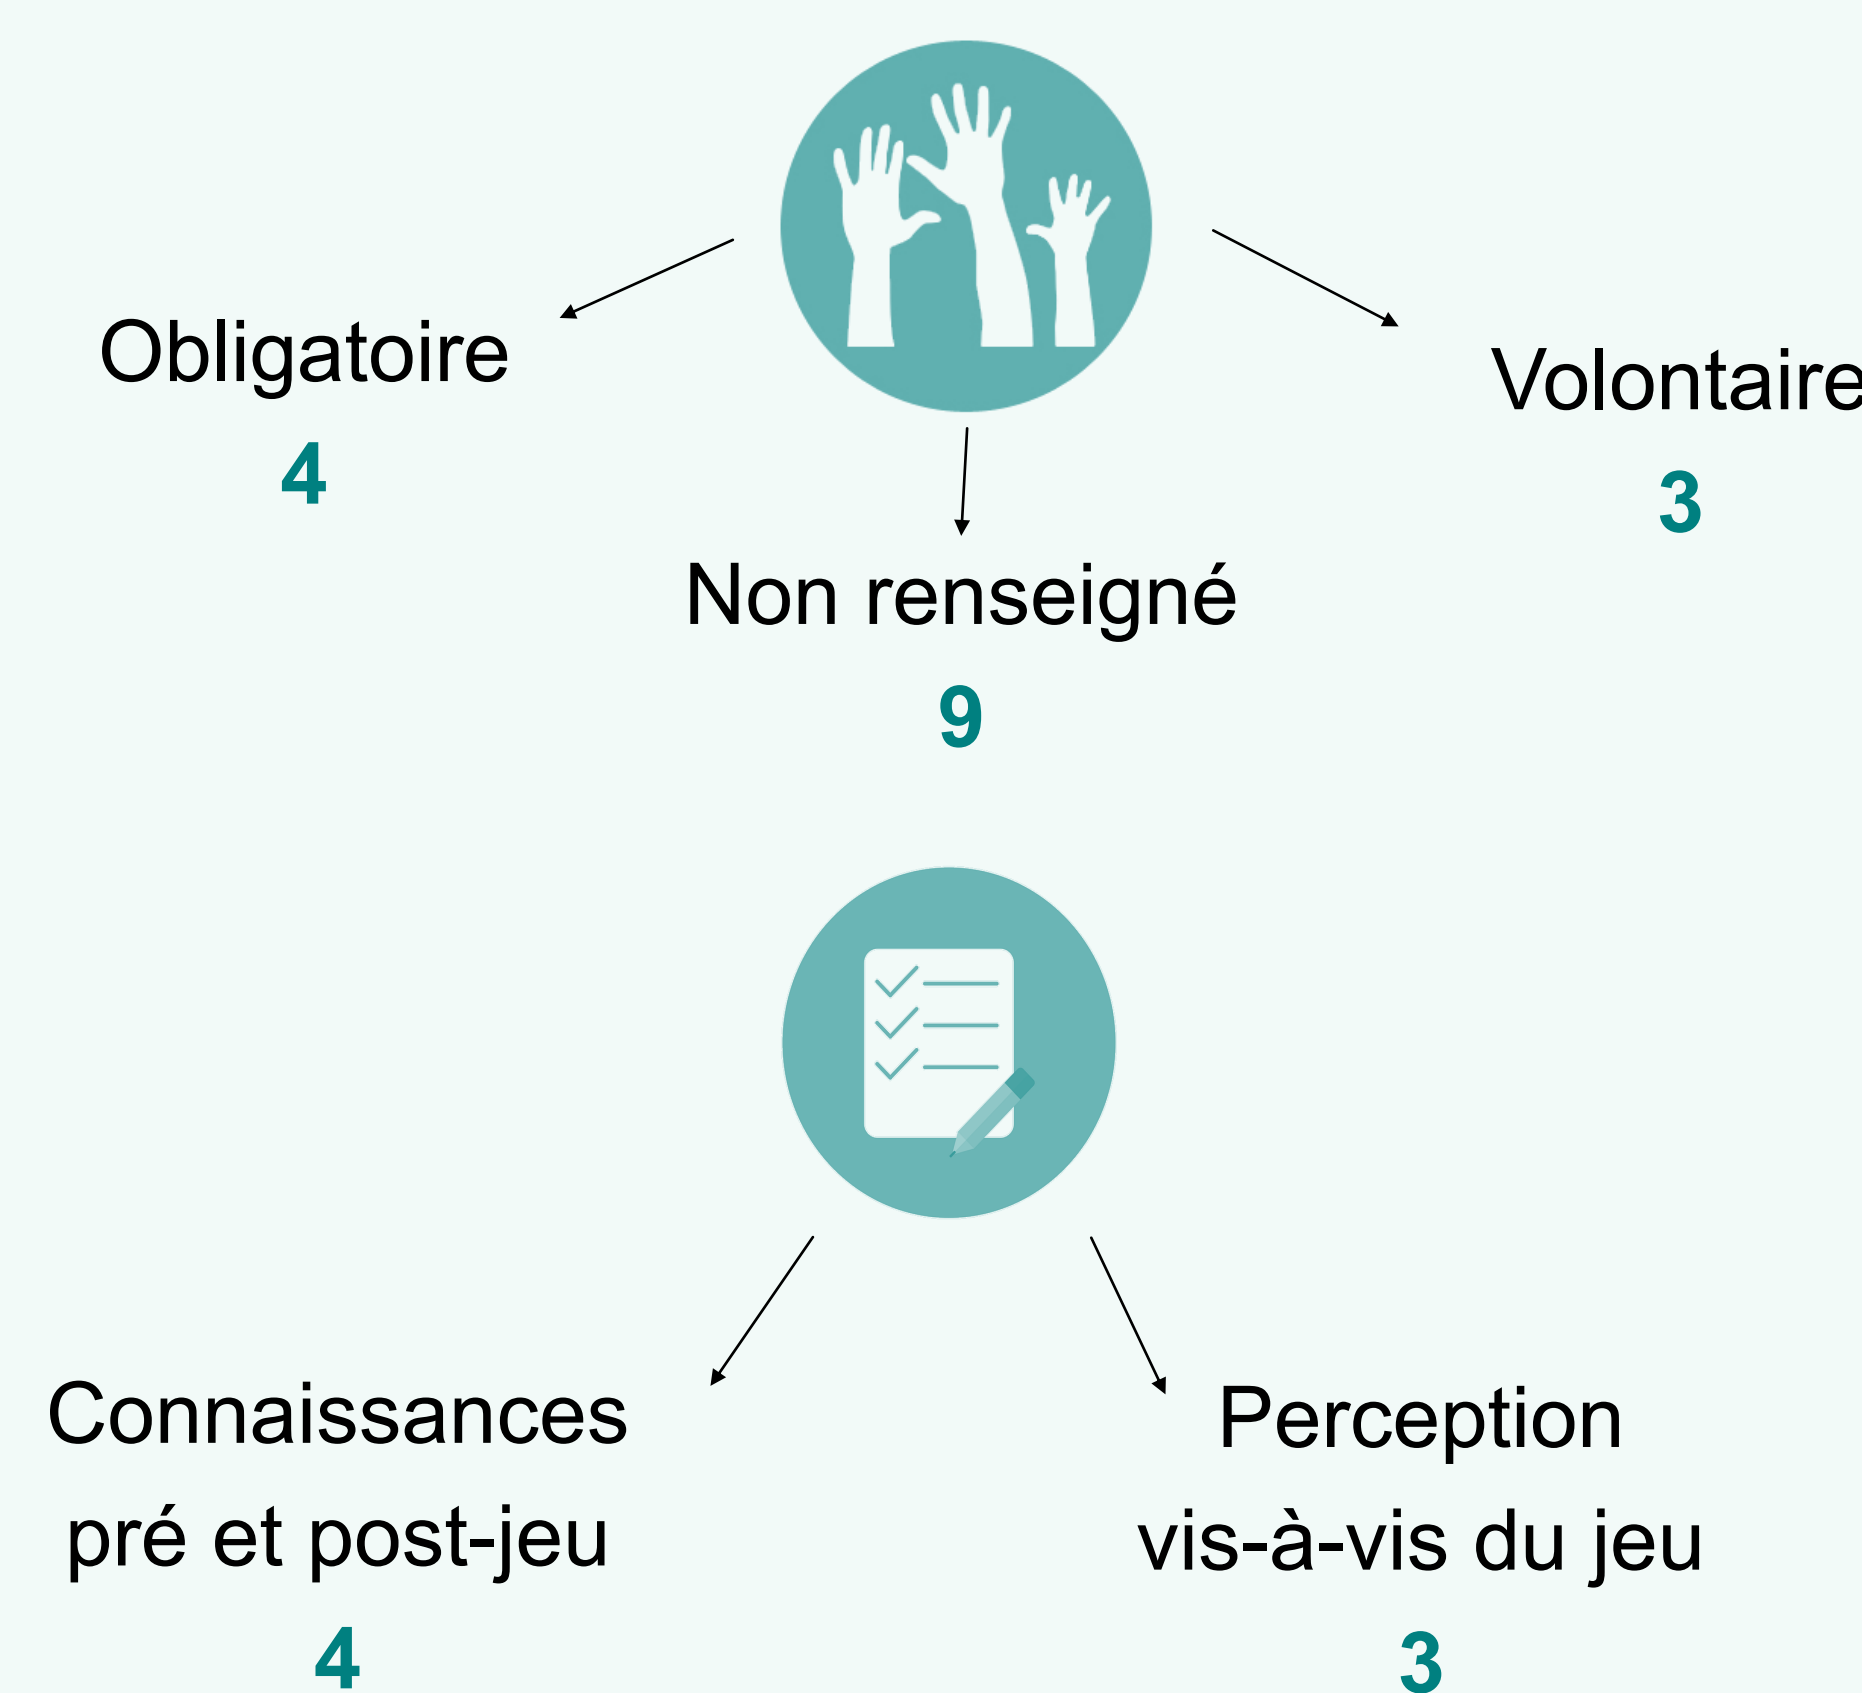 Obligatoire
4
Volontaire
3
Non renseigné
9
Connaissances
pré et post-jeu
4
Perception
vis-à-vis du jeu
3